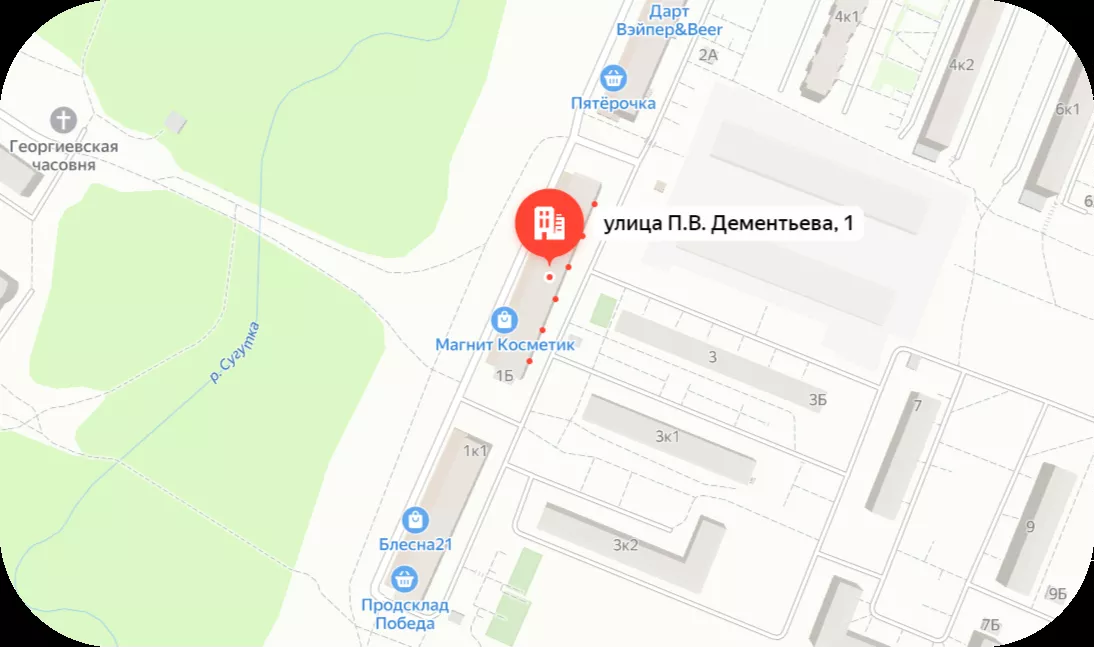 Дарт
Вэйпер&Beer
4к1
2А
4к2
Пятёрочка
6к1
Георгиевская
часовня
улица П.В. Дементьева, 1
р. Сугутка
Магнит Косметик
1Б
3
3Б
7
3к1
1к1
9
Блесна21
3к2
Продсклад
Победа
9Б
7Б